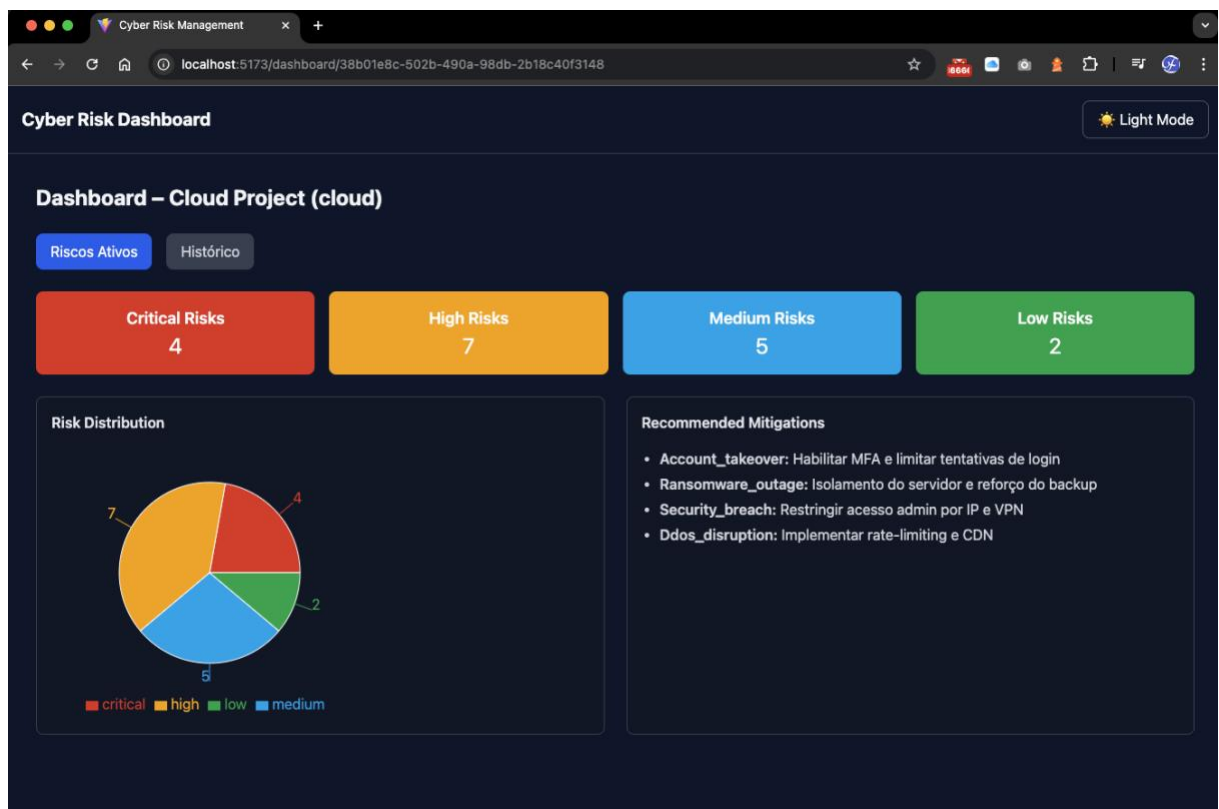 Cyber Risk Management
localhost:5173/dashboard/38b01e8c-502b-490a-98db-2b18c40f3148
Cyber Risk Dashboard
Light Mode
Dashboard – Cloud Project (cloud)
Riscos Ativos
Histórico
Critical Risks
4
High Risks
7
Medium Risks
5
Low Risks
2
Risk Distribution
4
7
2
5
critical high low medium
Recommended Mitigations
• Account_takeover: Habilitar MFA e limitar tentativas de login
• Ransomware_outage: Isolamento do servidor e reforço do backup
• Security_breach: Restringir acesso admin por IP e VPN
• Ddos_disruption: Implementar rate-limiting e CDN